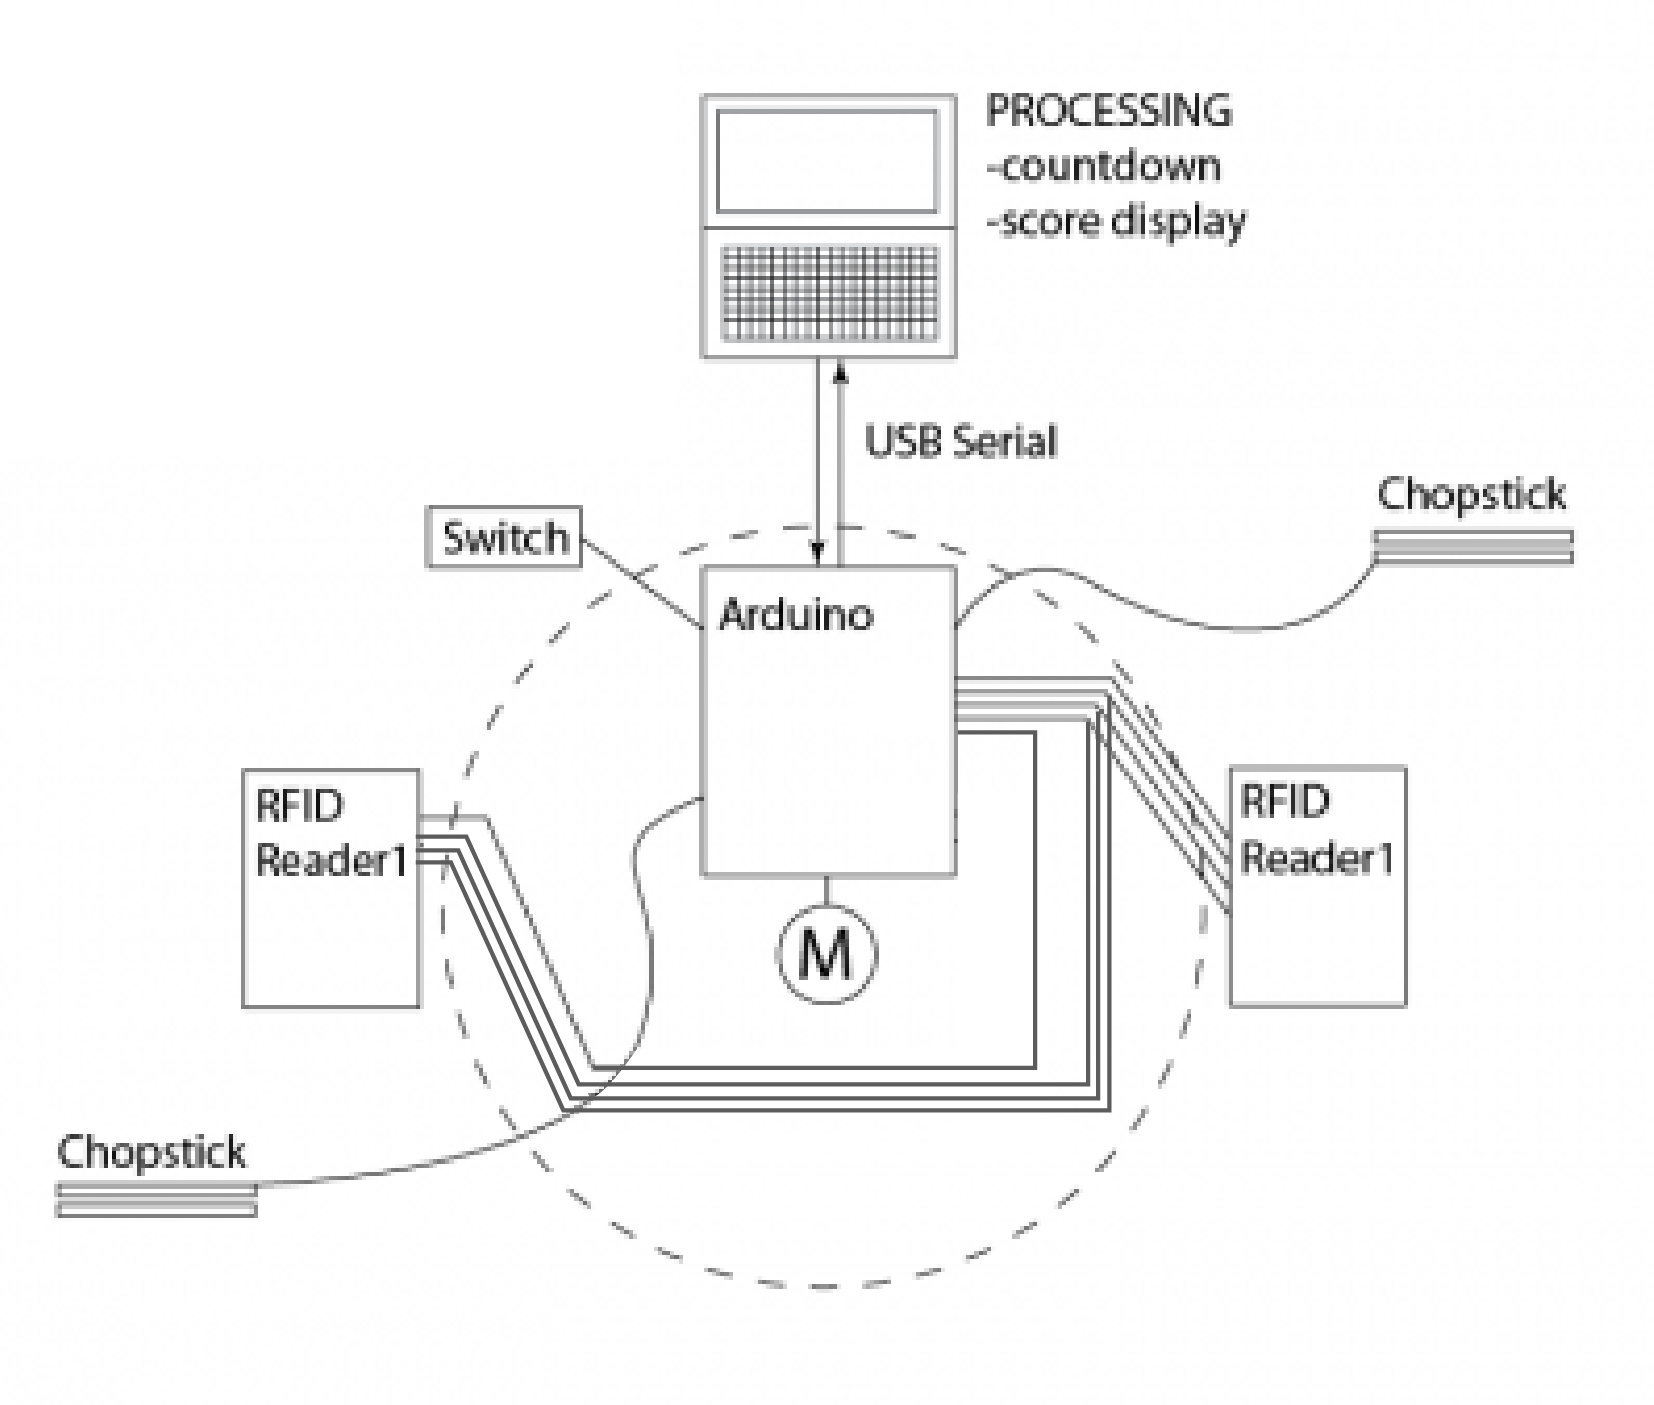 PROCESSING
-countdown
-score display
USB Serial
Chopstick
Switch
Arduino
RFID
Reader1
RFID
Reader1
M
Chopstick